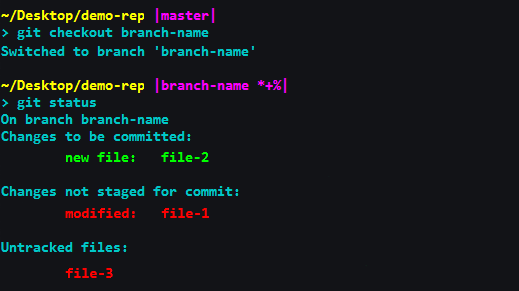 ~/Desktop/demo-rep |master|
> git checkout branch-name
Switched to branch 'branch-name'
~/Desktop/demo-rep |branch-name *+%|
> git status
On branch branch-name
Changes to be committed:
new file: file-2
Changes not staged for commit:
modified: file-1
Untracked files:
file-3